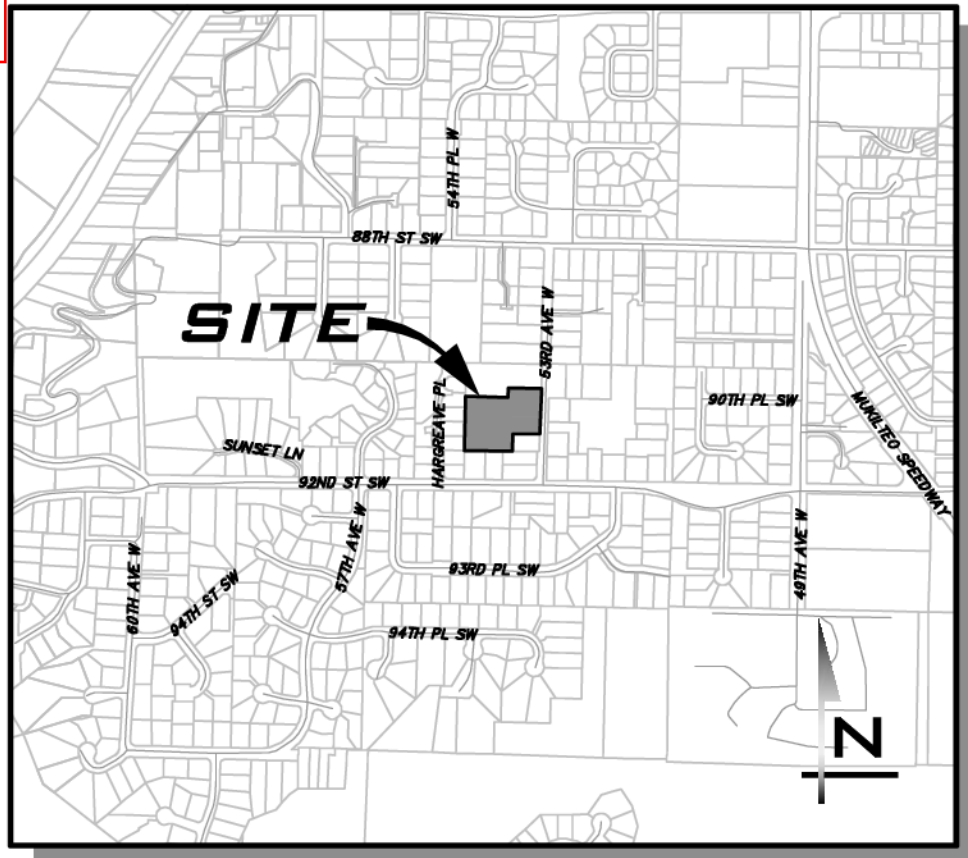 54TH PL W
88TH ST SW
SITE
53RD AVE W
HARGREAVE PL
90TH PL SW
MUKILTEO SPEEDWAY
SUNSET LN
92ND ST SW
57TH AVE W
49TH AVE W
60TH AVE W
94TH ST SW
93RD PL SW
94TH PL SW
N